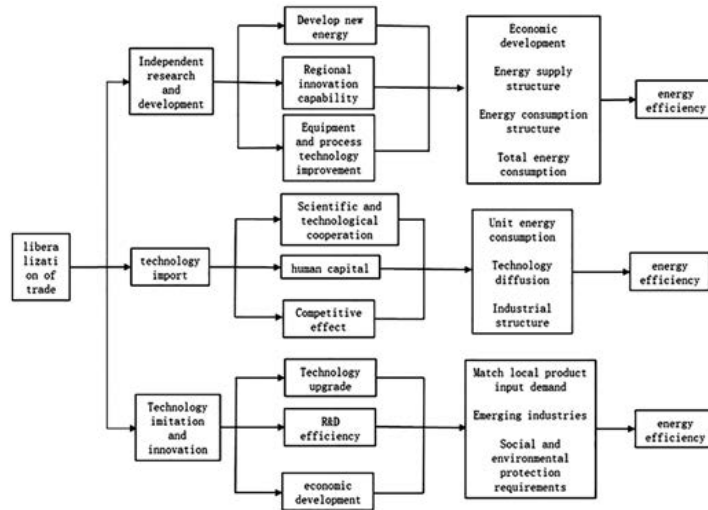 libera
lizati
on of
trade
Independent
research
and
development
Develop new
energy
Regional
innovation
capability
Equipment
and process
technology
improvement
Economic
development
Energy supply
structure
Energy consumption
structure
Total energy
consumption
energy
efficiency
technology
import
Scientific and
technological
cooperation
human capital
Competitive
effect
Unit energy
consumption
Technology
diffusion
Industrial
structure
energy
efficiency
Technology
imitation and
innovation
Technology
upgrade
R&D
efficiency
economic
development
Match local product
input demand
Emerging industries
Social and
environmental
protection
requirements
energy
efficiency